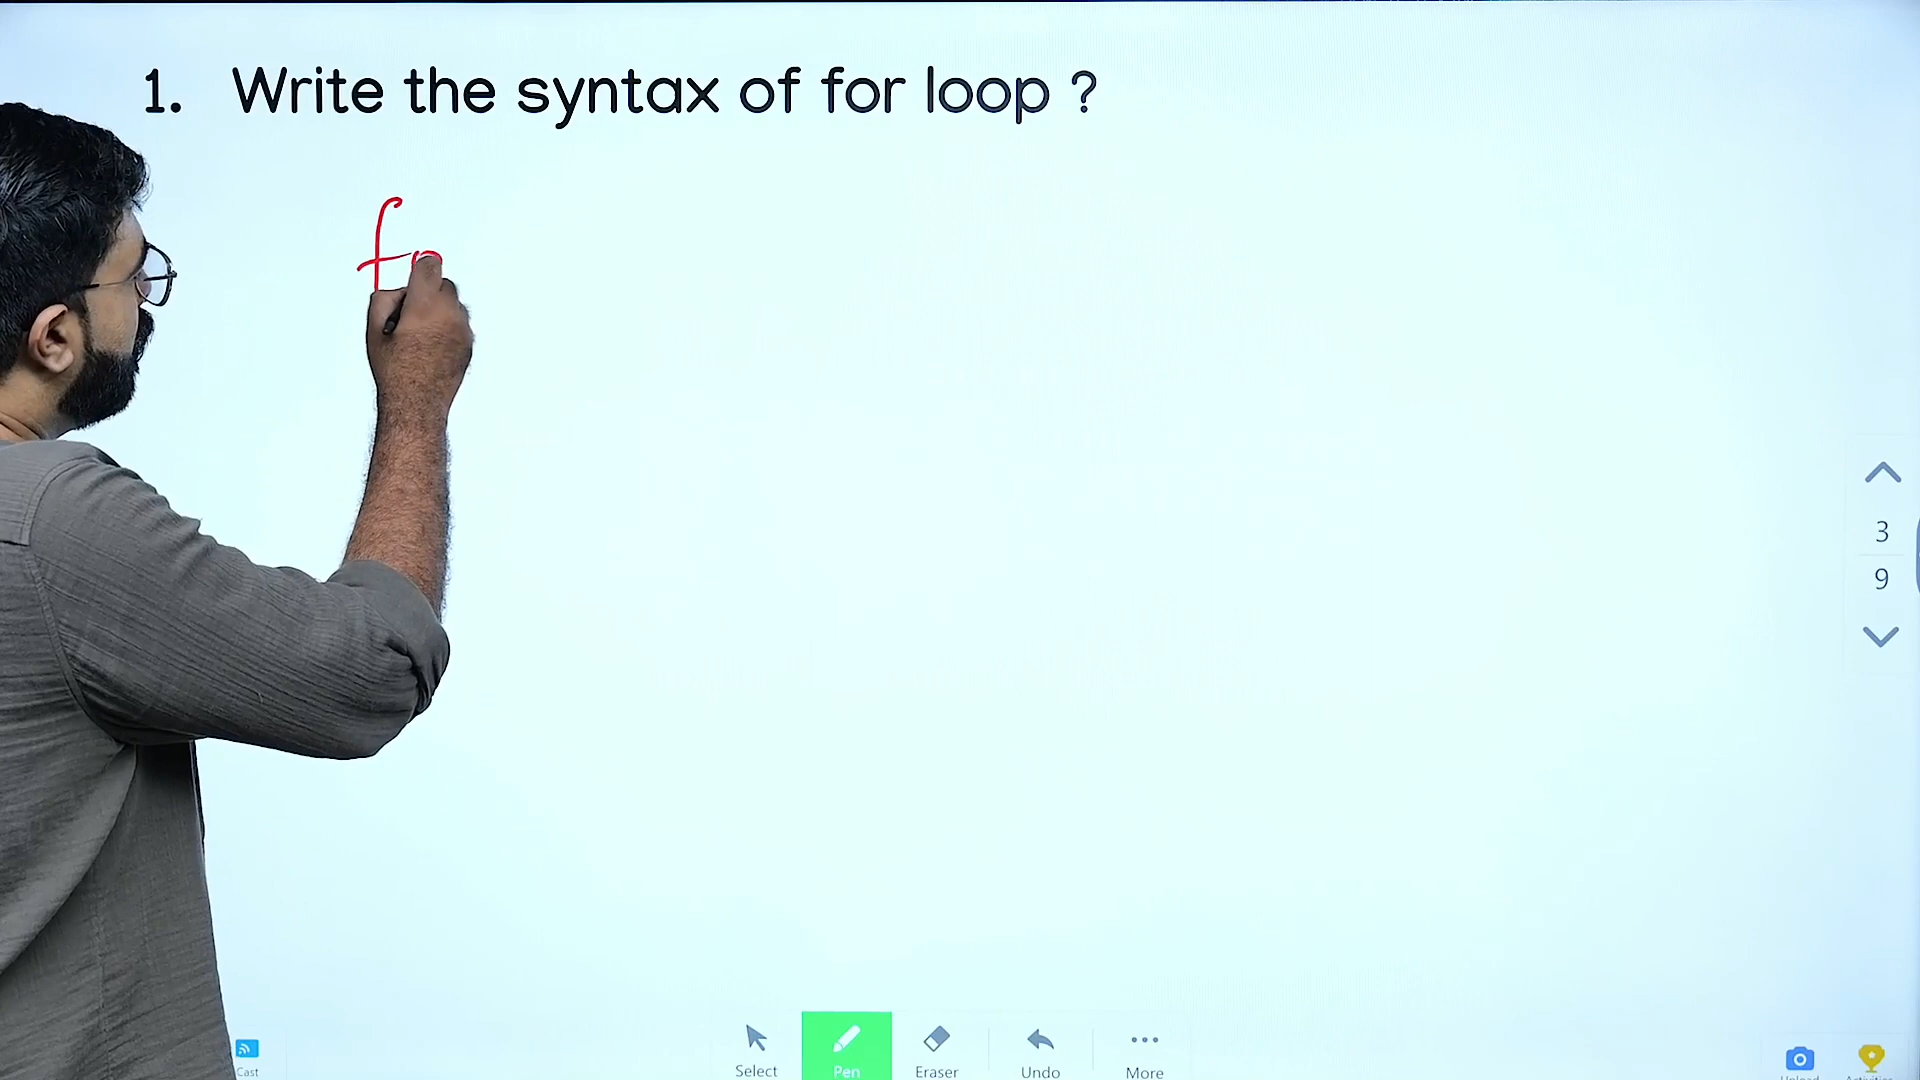 1. Write the syntax of for loop ?
3
9
Cast
Select
Pen
Eraser
Undo
More